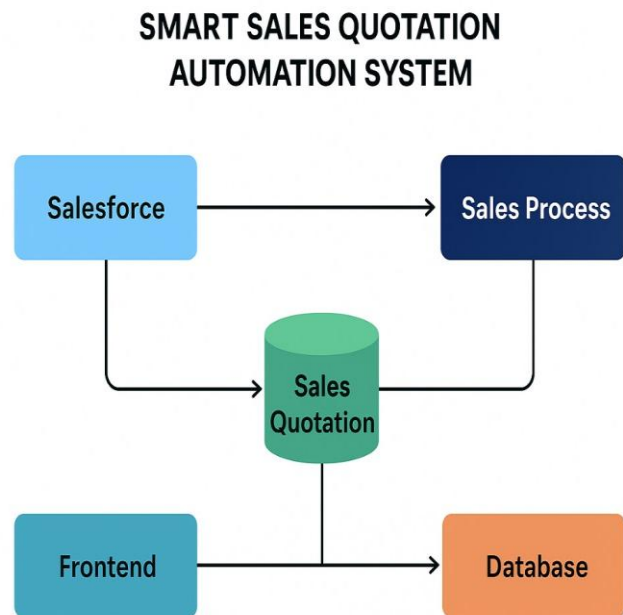 SMART SALES QUOTATION
AUTOMATION SYSTEM
Salesforce
Sales Process
Sales
Quotation
Frontend
Database